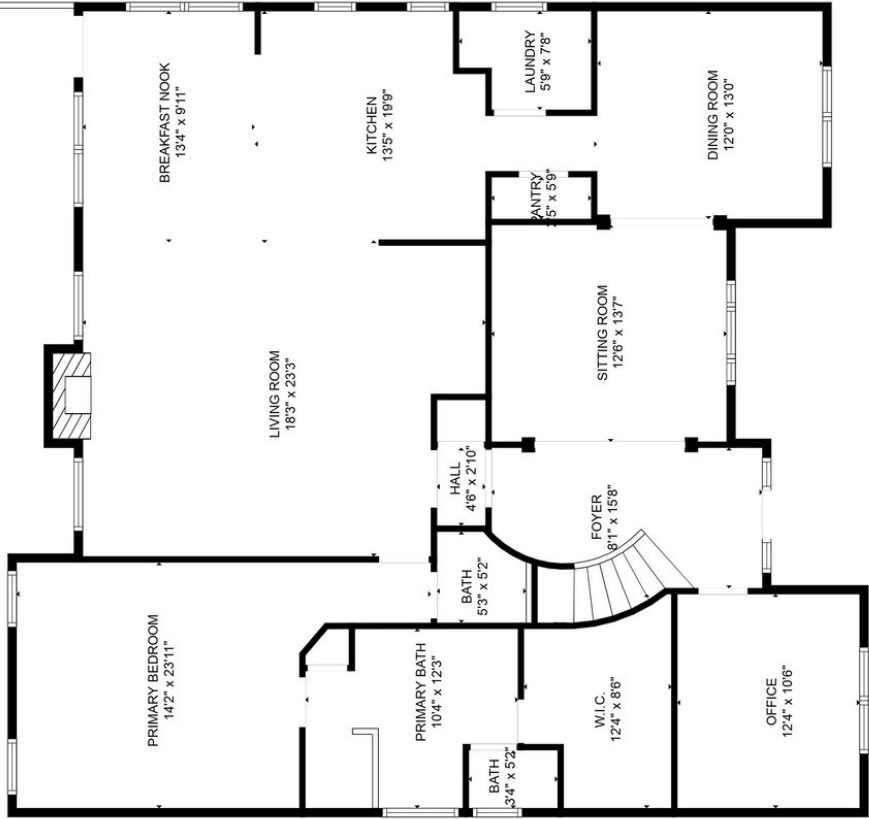 BREAKFAST NOOK
13'4" x 9'11"
KITCHEN
13'5" x 19'9"
LAUNDRY
5'9" x 7'8"
DINING ROOM
12'0" x 13'0"
PANTRY
5'9"
SITTING ROOM
12'6" x 13'7"
LIVING ROOM
18'3" x 23'3"
HALL
4'6" x 2'10"
FOYER
8'1" x 15'8"
BATH
5'3" x 5'2"
PRIMARY BEDROOM
14'2" x 23'11"
PRIMARY BATH
10'4" x 12'3"
BATH
3'4" x 5'2"
W.I.C.
12'4" x 8'6"
OFFICE
12'4" x 10'6"